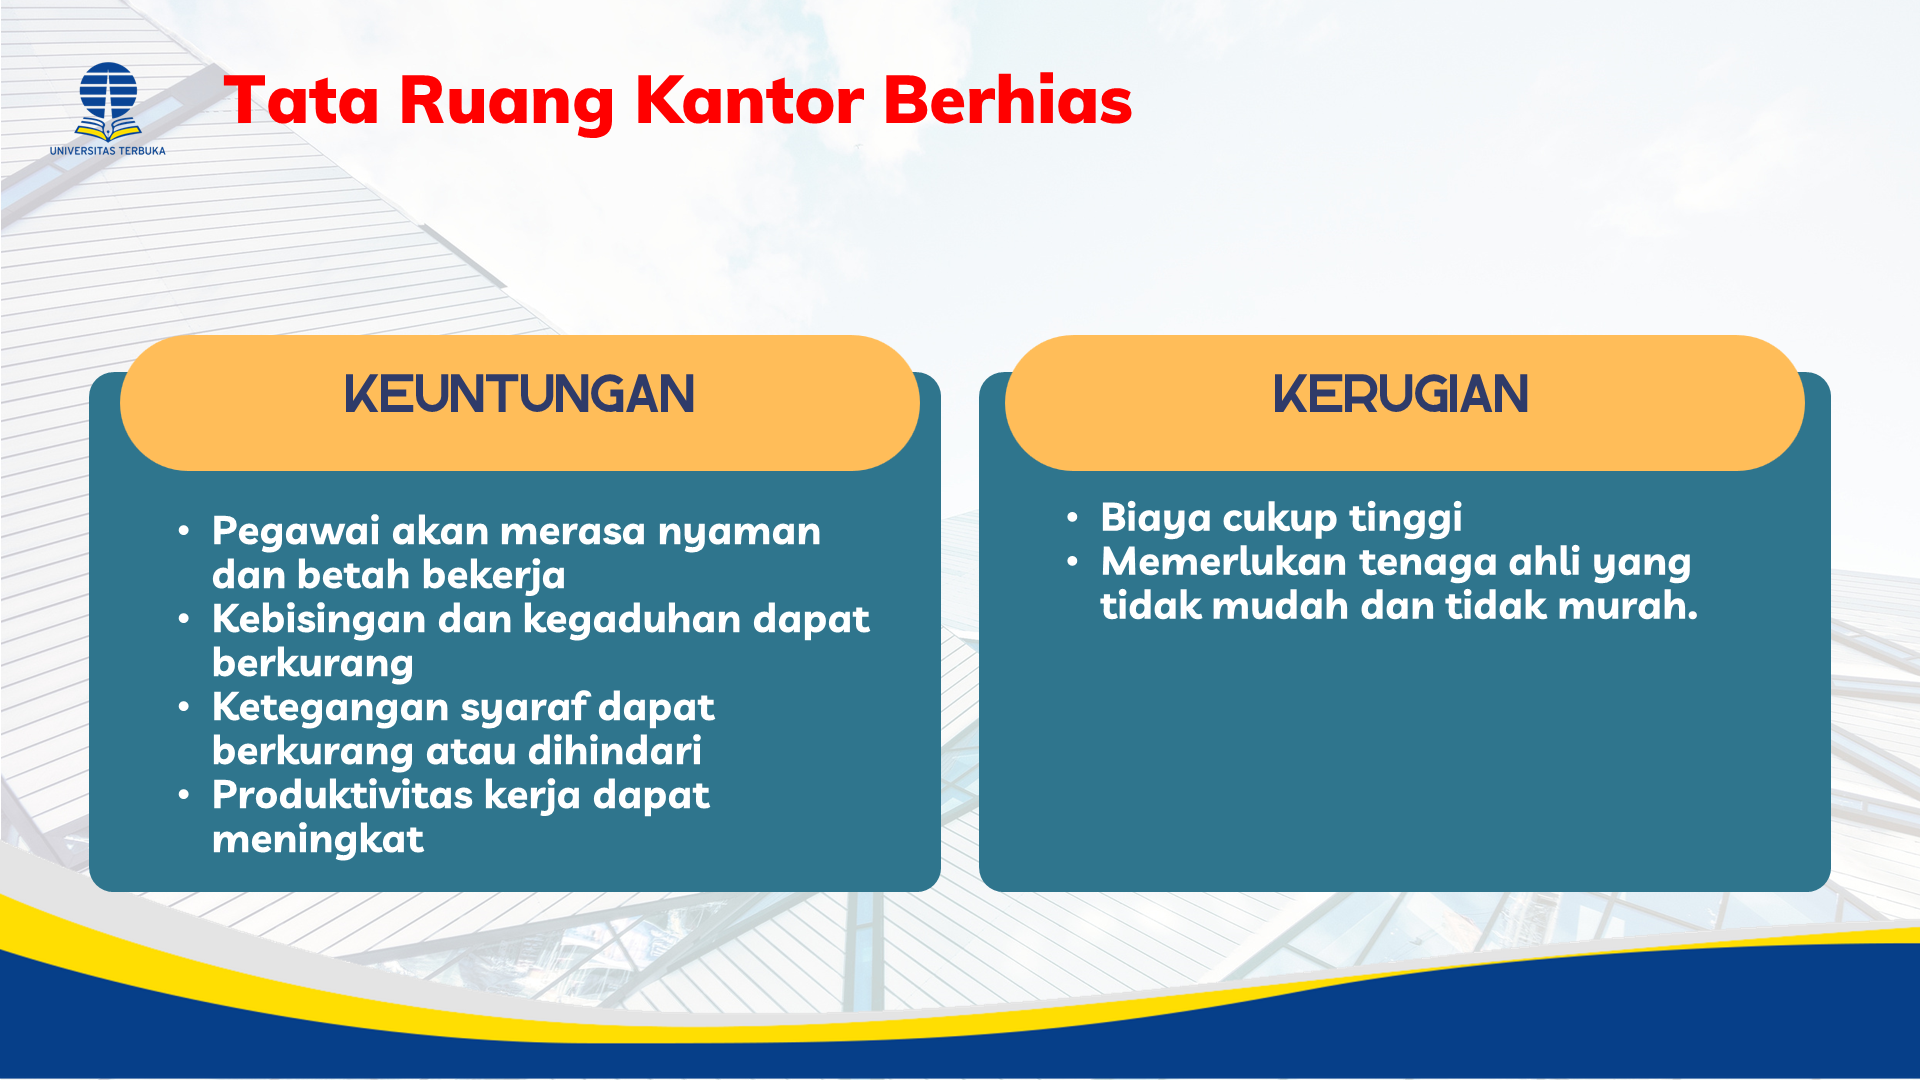 UNIVERSITAS TERBUKA
Tata Ruang Kantor Berhias
KEUNTUNGAN
• Pegawai akan merasa nyaman
dan betah bekerja
• Kebisingan dan kegaduhan dapat
berkurang
• Ketegangan syaraf dapat
berkurang atau dihindari
• Produktivitas kerja dapat
meningkat
KERUGIAN
• Biaya cukup tinggi
• Memerlukan tenaga ahli yang
tidak mudah dan tidak murah.